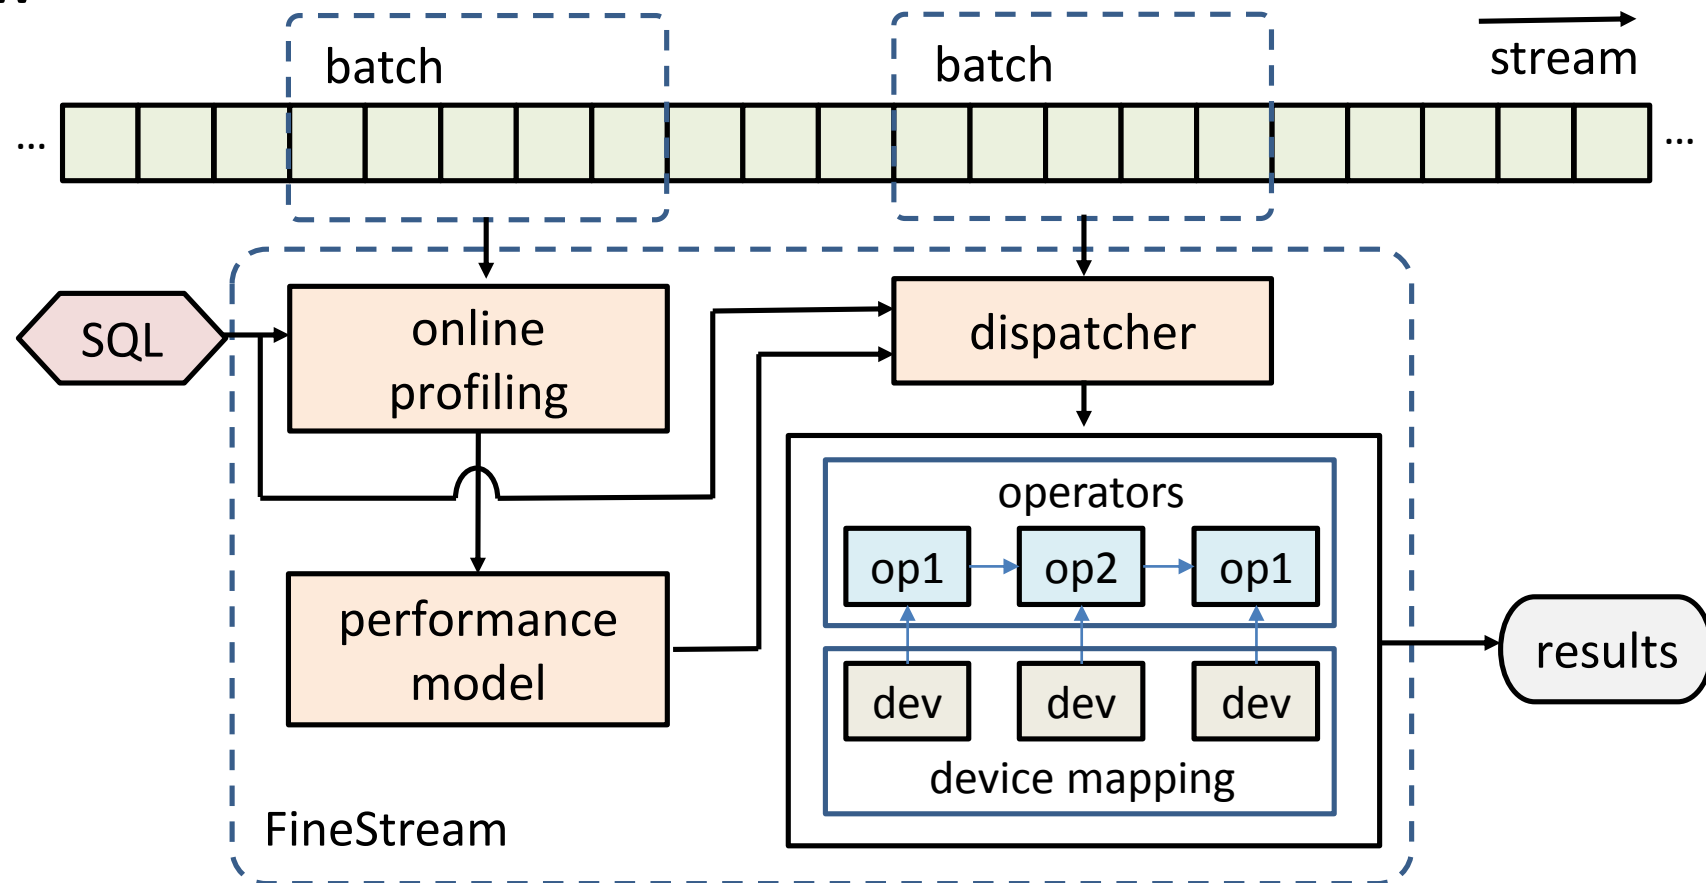 batch
batch
stream
...
...
SQL
online
profiling
dispatcher
operators
op1
op2
op1
performance
model
results
dev
dev
dev
device mapping
FineStream